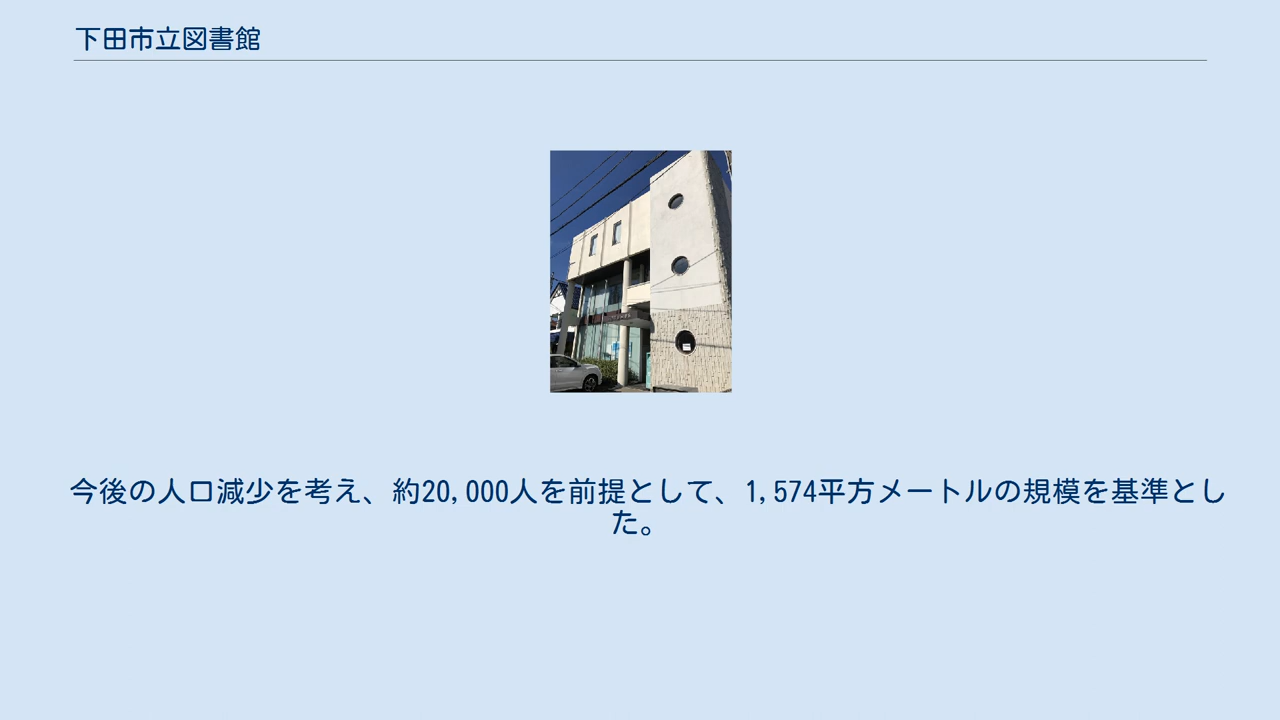 下田市立図書館
今後の人口減少を考え、約20,000人を前提として、1,574平方メートルの規模を基準とし
た。